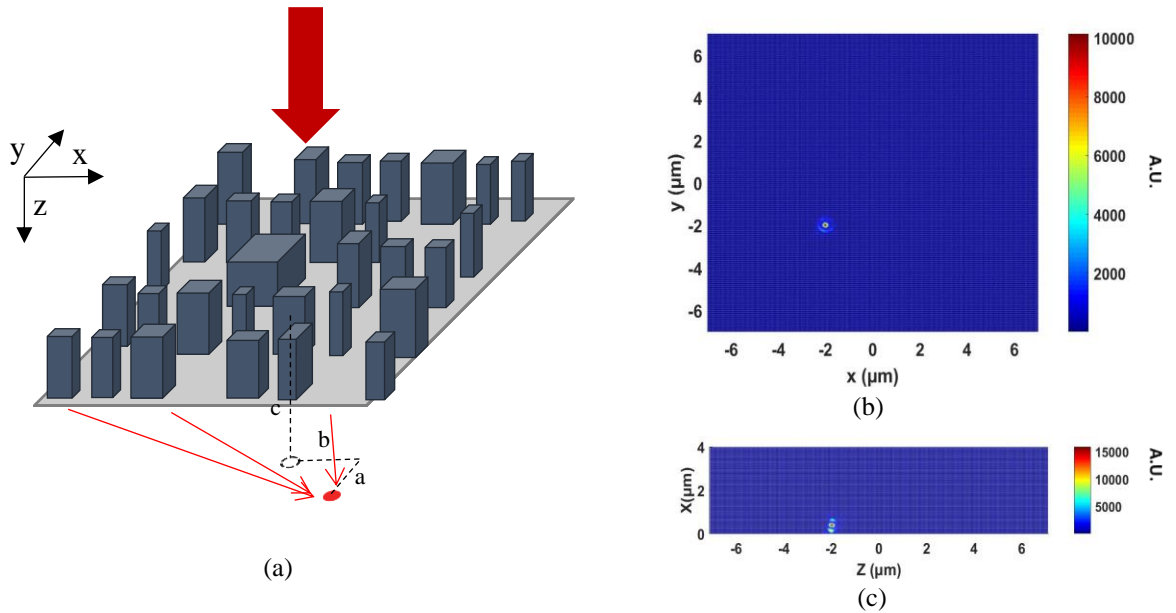 y
x
z
c
b
a
(a)
6
4
2
0
-2
-4
-6
y (μm)
-6 -4 -2 0 2 4 6
x (μm)
10000
8000
6000
4000
2000
A.U.
(b)
4
2
0
X(μm)
-6 -4 -2 0 2 4 6
Z (μm)
15000
10000
5000
A.U.
(c)